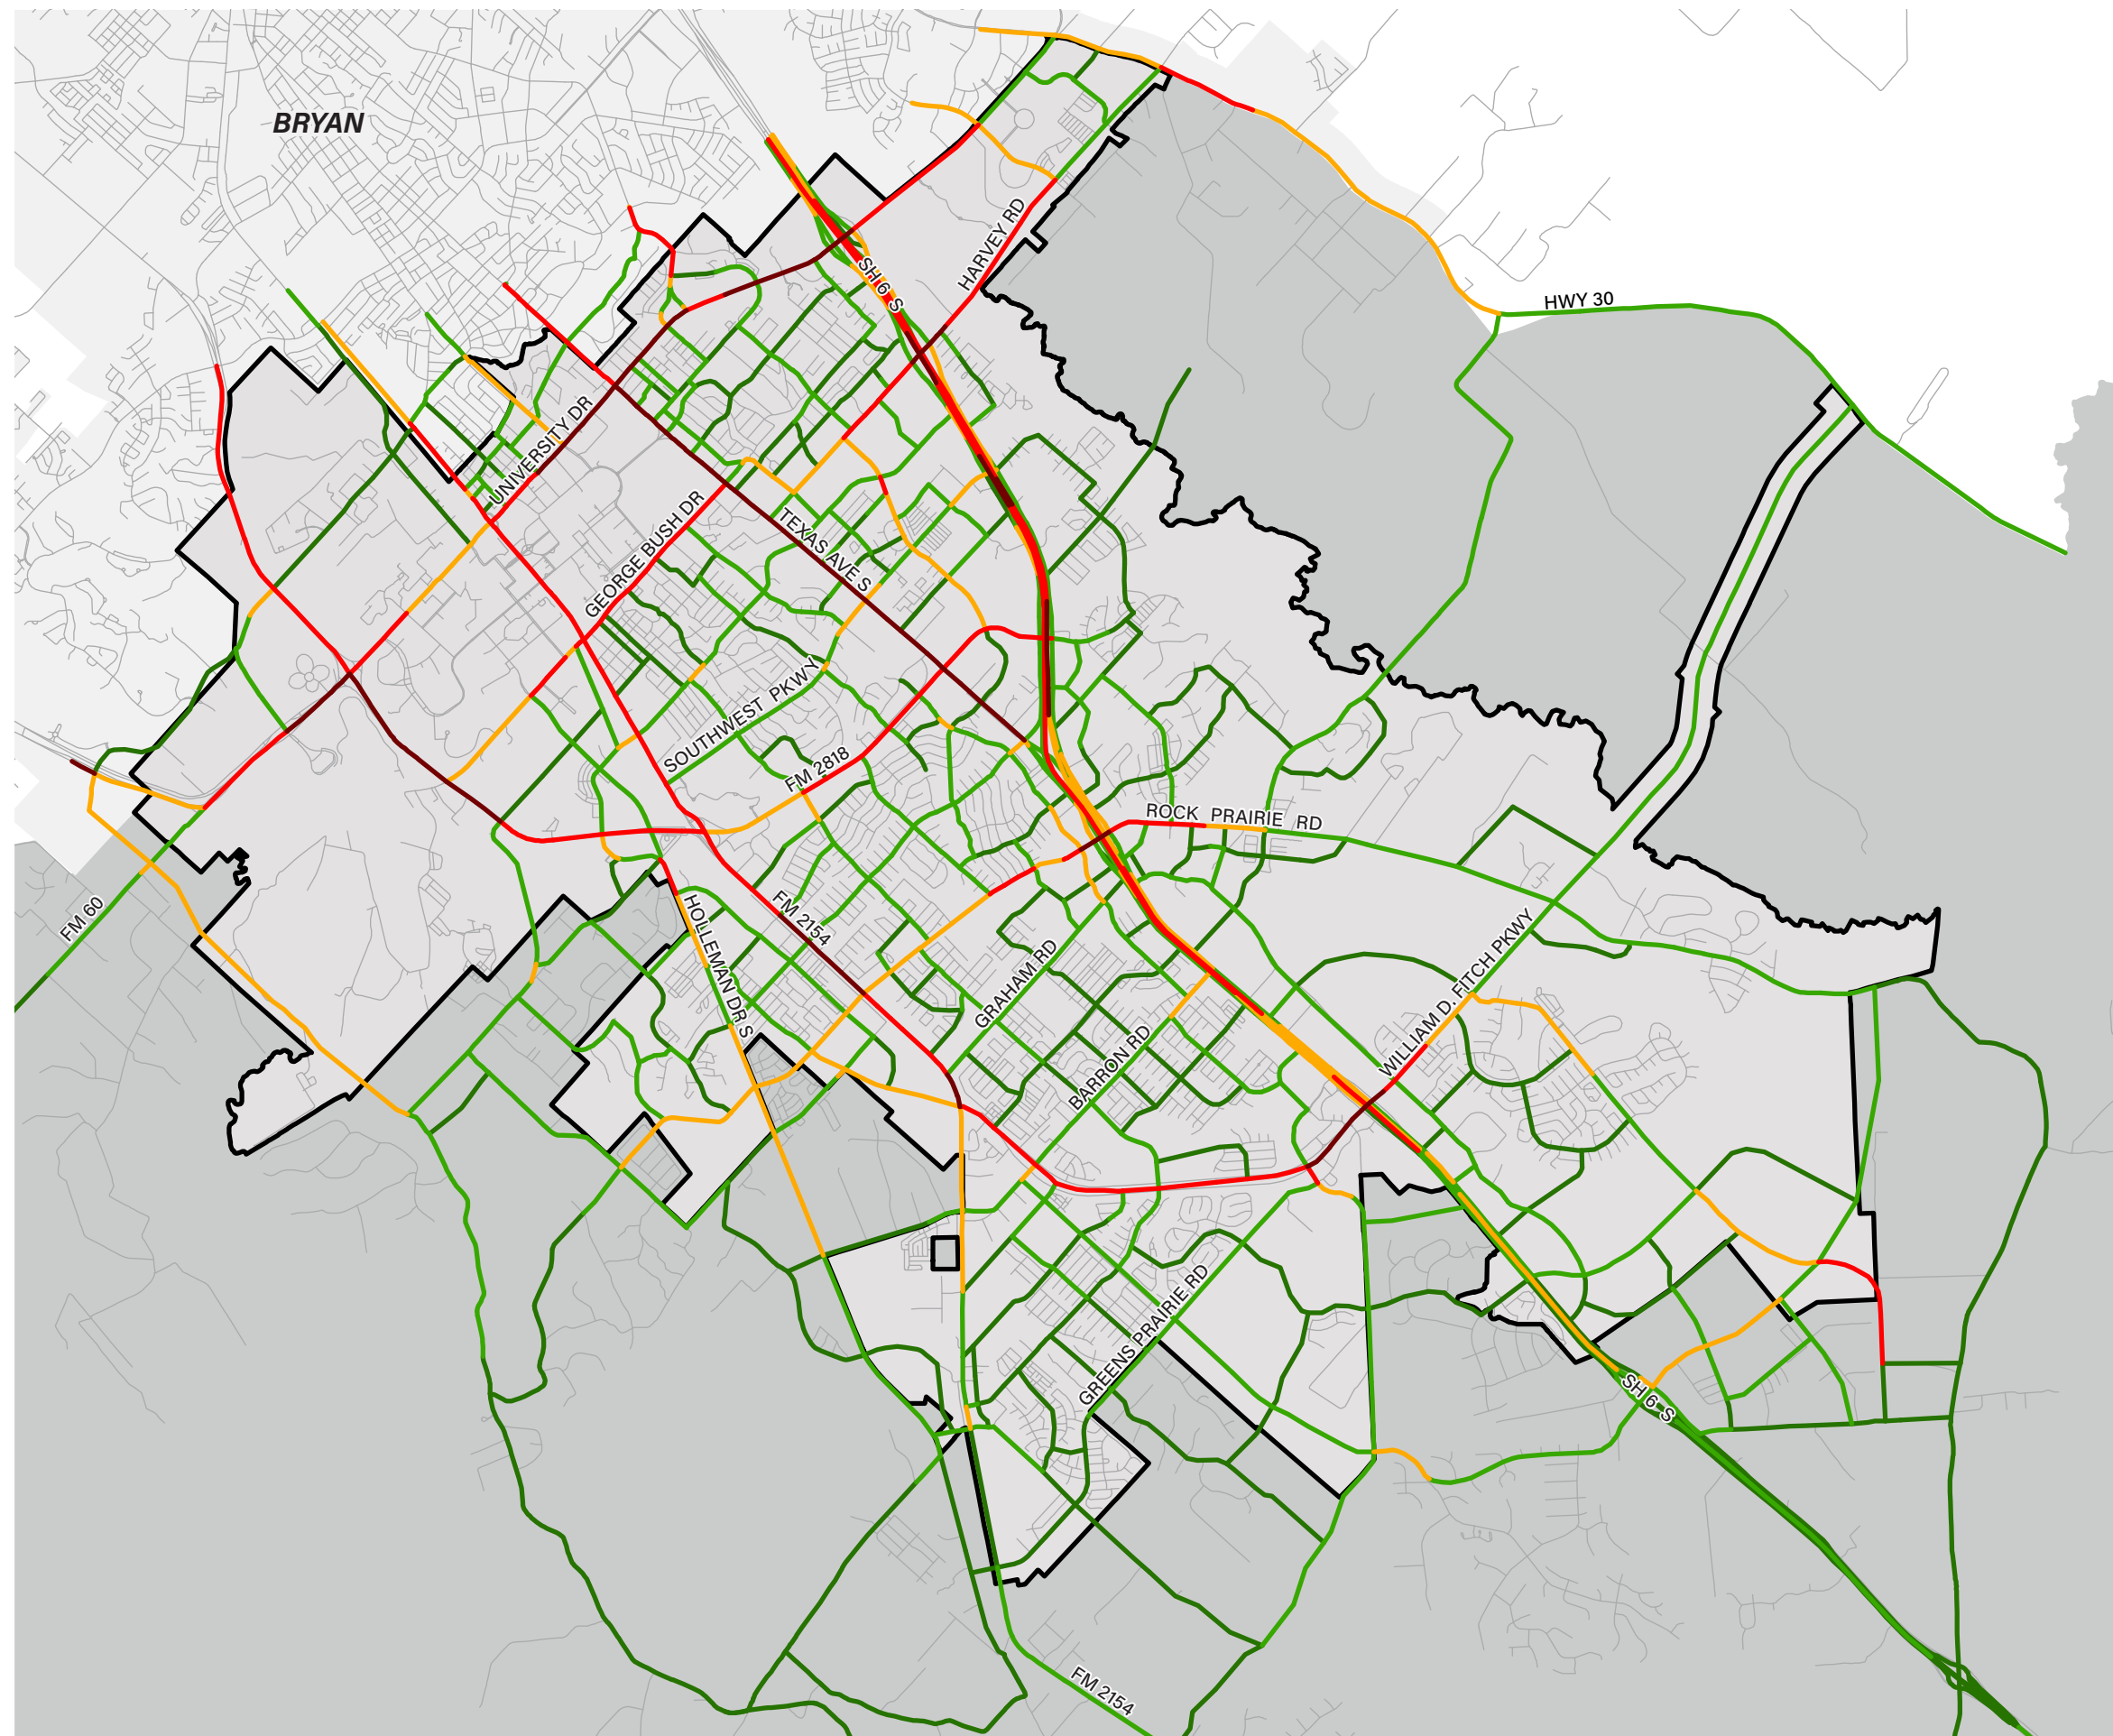 BRYAN
HARVEY RD
SH 6 S
HWY 30
UNIVERSITY DR
GEORGE BUSH DR
TEXAS AVE S
SOUTHWEST PKWY
FM 2818
ROCK PRAIRIE RD
FM 60
HOLLEMAN DR S
FM 2154
GRAHAM RD
WILLIAM D. FITCH PKWY
BARRON RD
GREENS PRAIRIE RD
SH 6 S
FM 2154